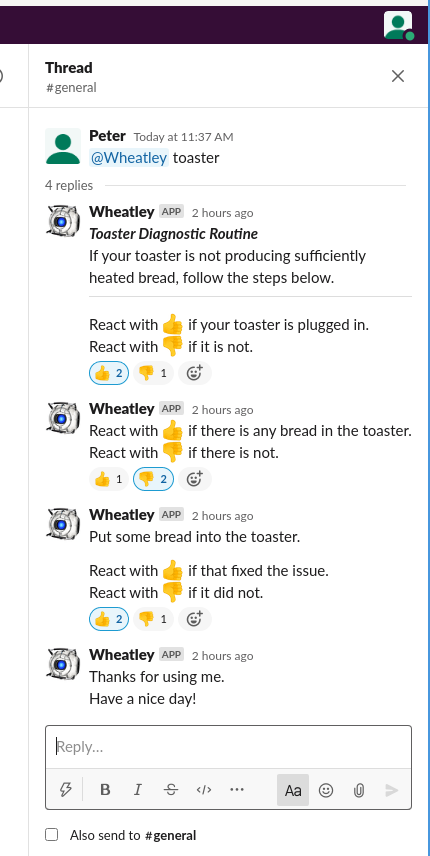 Thread
#general
Peter Today at 11:37 AM
@Wheatley toaster
4 replies
Wheatley APP 2 hours ago
Toaster Diagnostic Routine
If your toaster is not producing sufficiently
heated bread, follow the steps below.
React with 👍 if your toaster is plugged in.
React with 👎 if it is not.
👍 2 👎 1
Wheatley APP 2 hours ago
React with 👍 if there is any bread in the toaster.
React with 👎 if there is not.
👍 1 👎 2
Wheatley APP 2 hours ago
Put some bread into the toaster.
React with 👍 if that fixed the issue.
React with 👎 if it did not.
👍 2 👎 1
Wheatley APP 2 hours ago
Thanks for using me.
Have a nice day!
Reply...
B I S </> ... Aa
Also send to #general